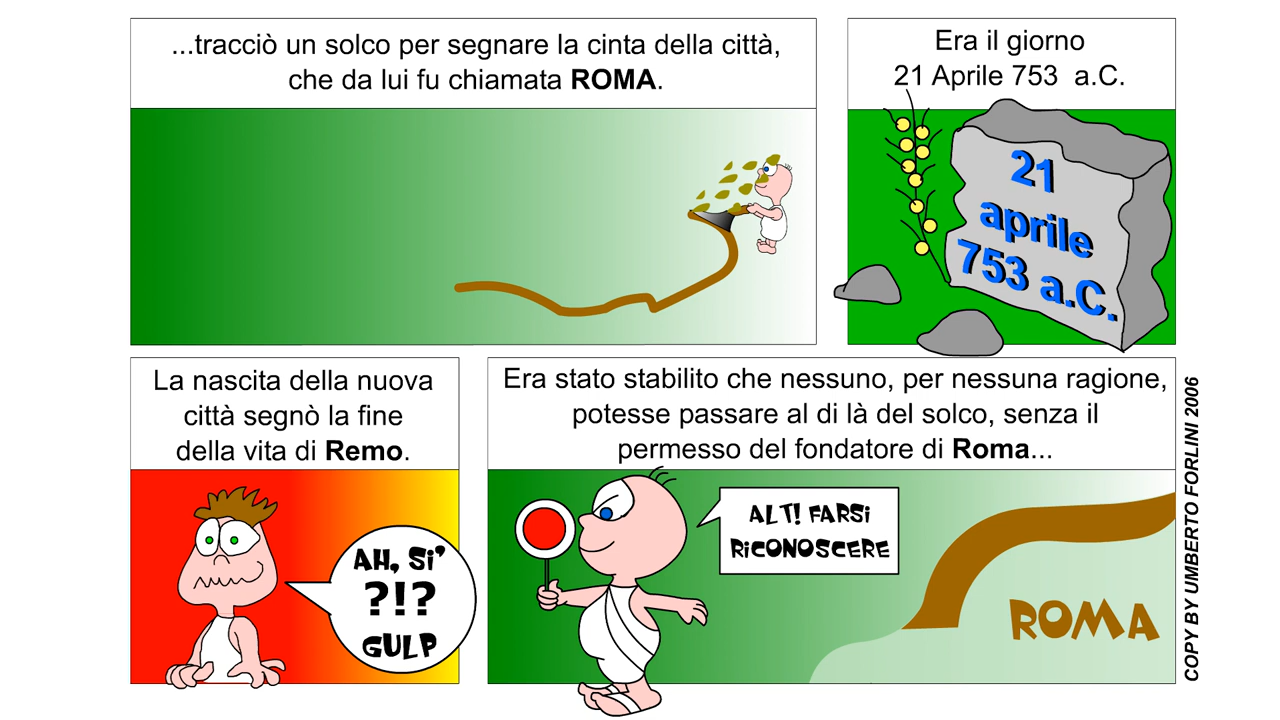 ...tracciò un solco per segnare la cinta della città,
che da lui fu chiamata ROMA.
Era il giorno
21 Aprile 753 a.C.
21
aprile
753 a.C.
La nascita della nuova
città segnò la fine
della vita di Remo.
AH, SI'
?!?
GULP
Era stato stabilito che nessuno, per nessuna ragione,
potesse passare al di là del solco, senza il
permesso del fondatore di Roma...
ALT! FARSI
RICONOSCERE
ROMA
COPY BY UMBERTO FORLINI 2006